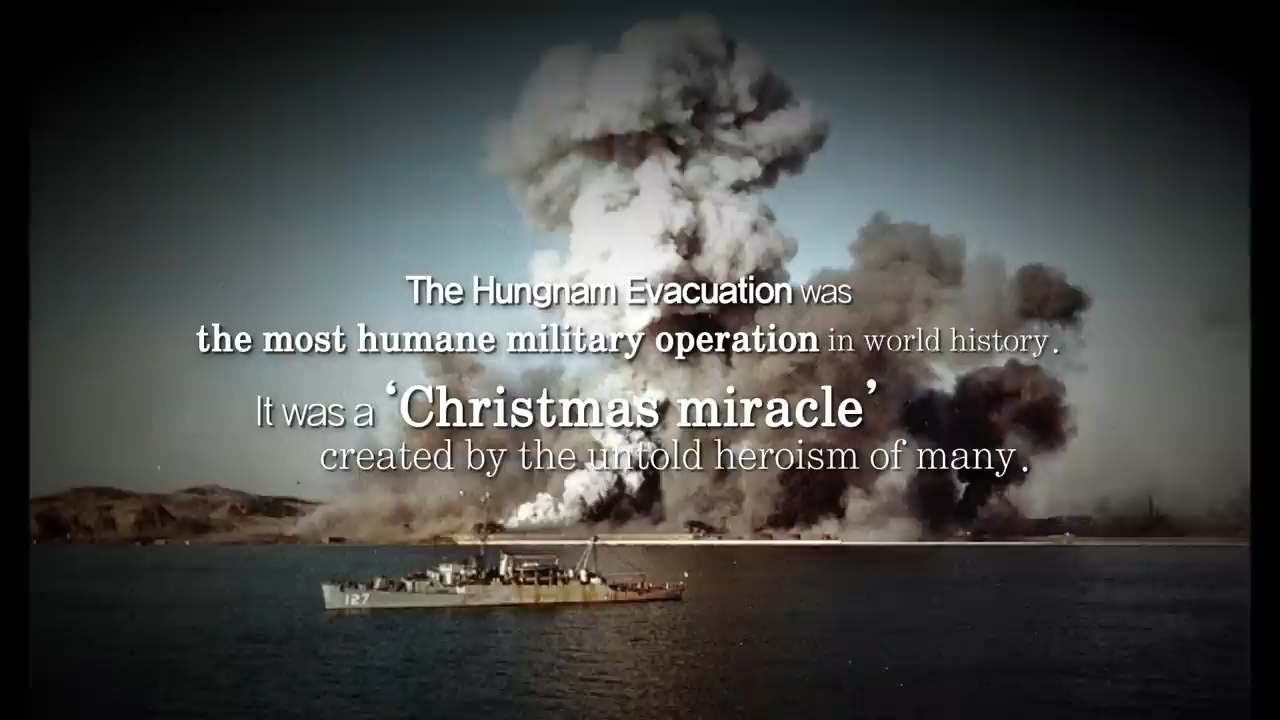 The Hungnam Evacuation was
the most humane military operation in world history.
It was a ‘Christmas miracle’
created by the untold heroism of many.
127